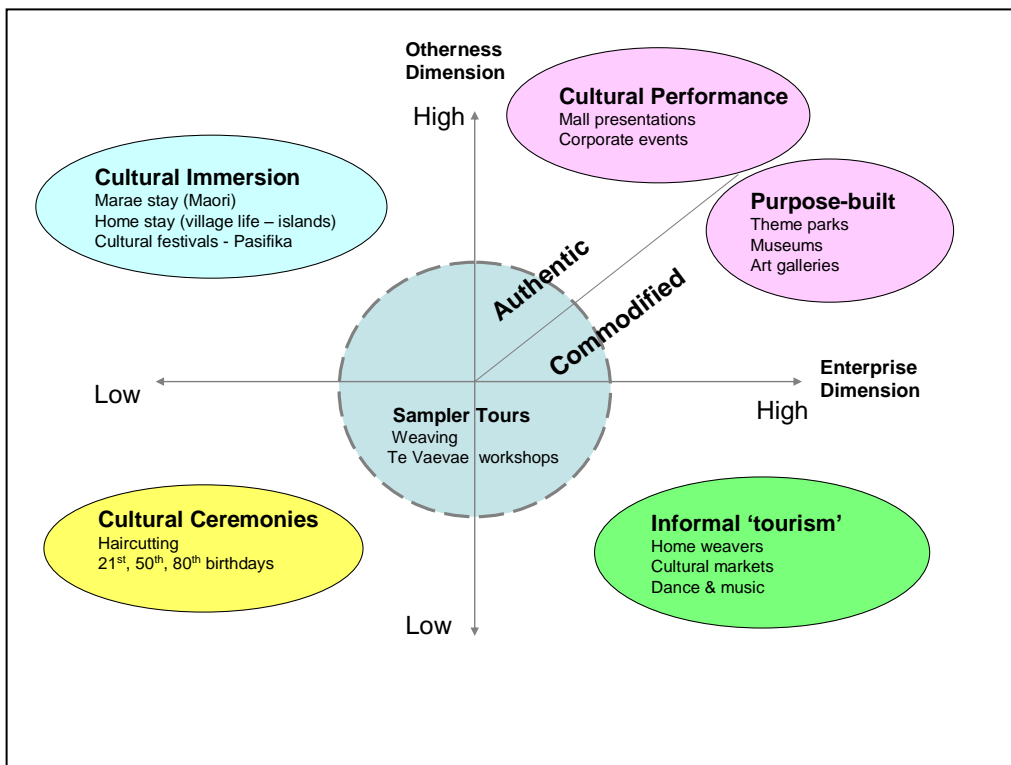 Otherness
Dimension
High
Cultural Performance
Mall presentations
Corporate events
Cultural Immersion
Marae stay (Maori)
Home stay (village life – islands)
Cultural festivals - Pasifika
Purpose-built
Theme parks
Museums
Art galleries
Authentic
Commodified
Low
Enterprise
Dimension
High
Sampler Tours
Weaving
Te Vaevae workshops
Cultural Ceremonies
Haircutting
21st, 50th, 80th birthdays
Informal ‘tourism’
Home weavers
Cultural markets
Dance & music
Low